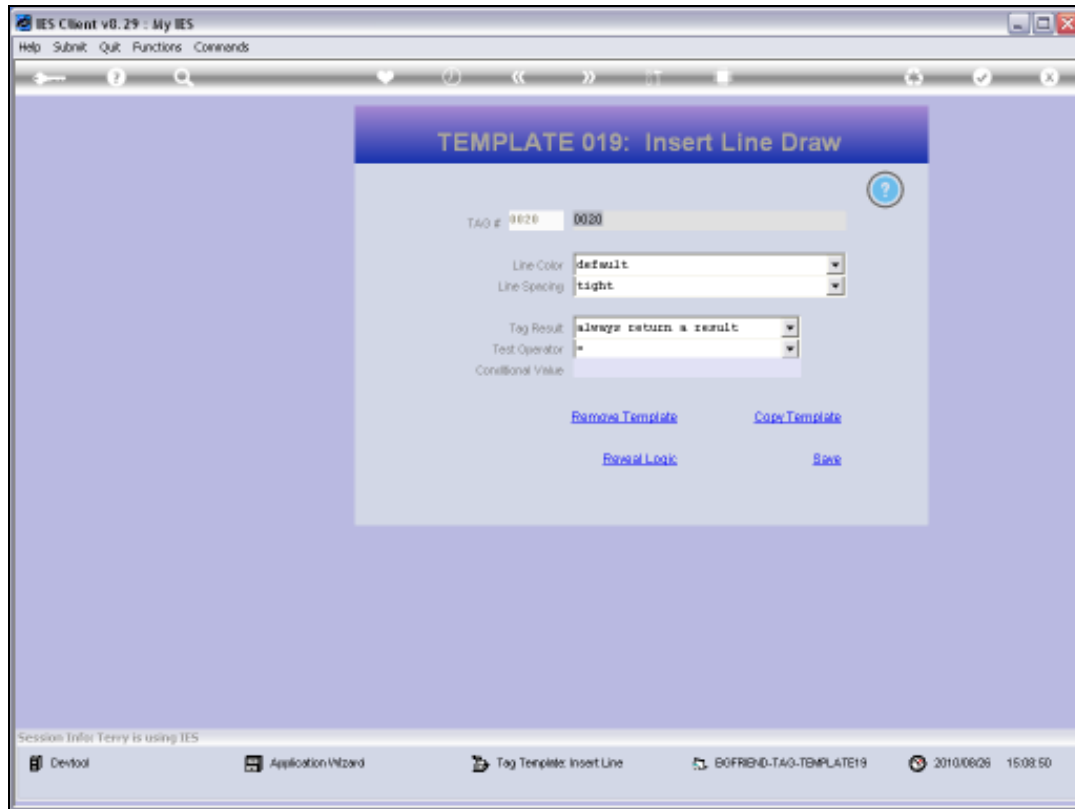 IES Client v8.29 : My IES
Help Submit Quit Functions Commands
TEMPLATE 019: Insert Line Draw
TAG # 0020 0020
Line Color default
Line Spacing tight
Tag Result always return a result
Test Operator =
Conditional Value
Remove Template Copy Template
Reveal Logic Save
Session Info: Terry is using IES
Devtool Application Wizard Tag Template: Insert Line BGFRIEND-TAG-TEMPLATE19 2010/08/26 15:08:50